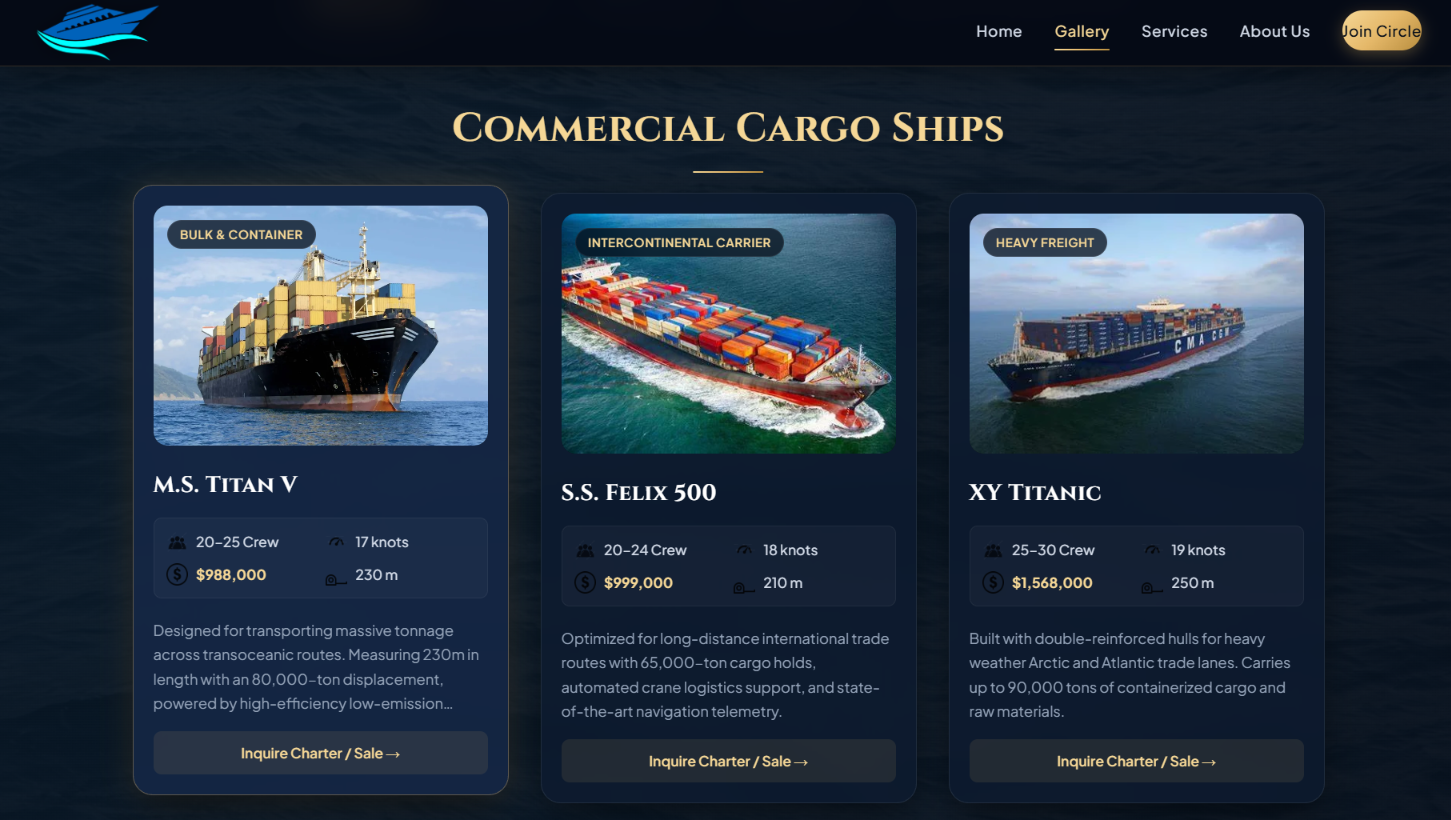 Home Gallery Services About Us Join Circle
Commercial Cargo Ships
BULK & CONTAINER
M.S. Titan V
20–25 Crew 17 knots
$988,000 230 m
Designed for transporting massive tonnage
across transoceanic routes. Measuring 230m in
length with an 80,000-ton displacement,
powered by high-efficiency low-emission...
Inquire Charter / Sale →
INTERCONTINENTAL CARRIER
S.S. Felix 500
20–24 Crew 18 knots
$999,000 210 m
Optimized for long-distance international trade
routes with 65,000-ton cargo holds,
automated crane logistics support, and state-
of-the-art navigation telemetry.
Inquire Charter / Sale →
HEAVY FREIGHT
CMA CGM
XY Titanic
25–30 Crew 19 knots
$1,568,000 250 m
Built with double-reinforced hulls for heavy
weather Arctic and Atlantic trade lanes. Carries
up to 90,000 tons of containerized cargo and
raw materials.
Inquire Charter / Sale →